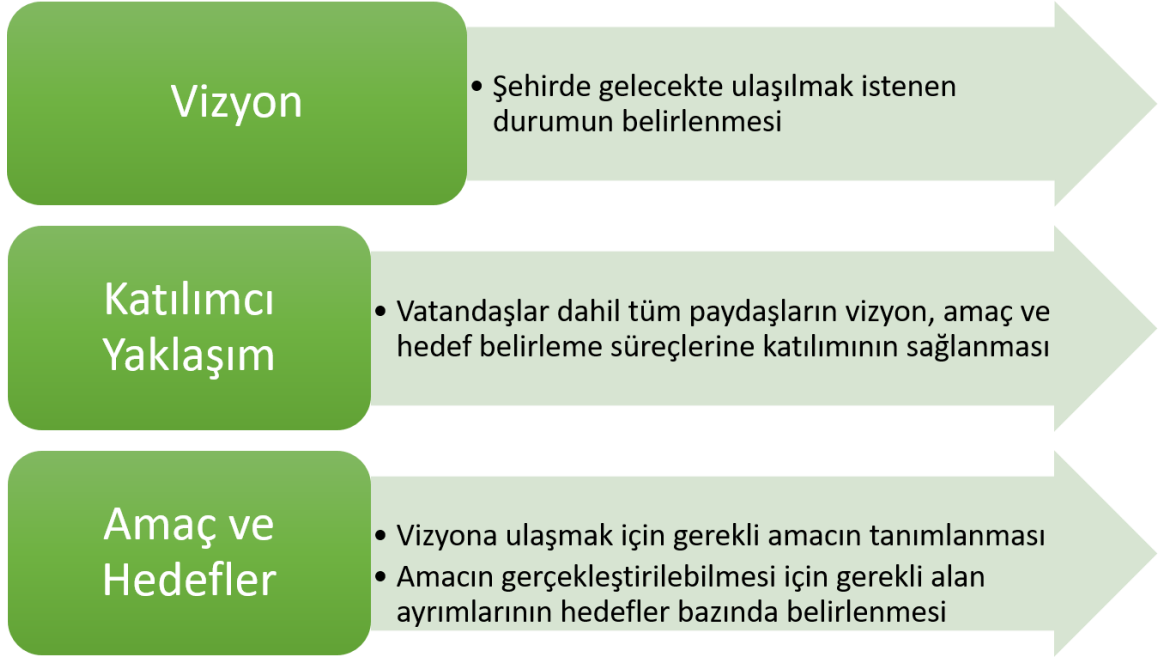 Vizyon
• Şehirde gelecekte ulaşılmak istenen
durumun belirlenmesi
Katılımcı
Yaklaşım
• Vatandaşlar dahil tüm paydaşların vizyon, amaç ve
hedef belirleme süreçlerine katılımının sağlanması
Amaç ve
Hedefler
• Vizyona ulaşmak için gerekli amacın tanımlanması
• Amacın gerçekleştirilebilmesi için gerekli alan
ayrımlarının hedefler bazında belirlenmesi